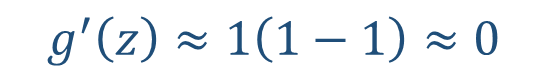 g′(z) ≈ 1(1 − 1) ≈ 0